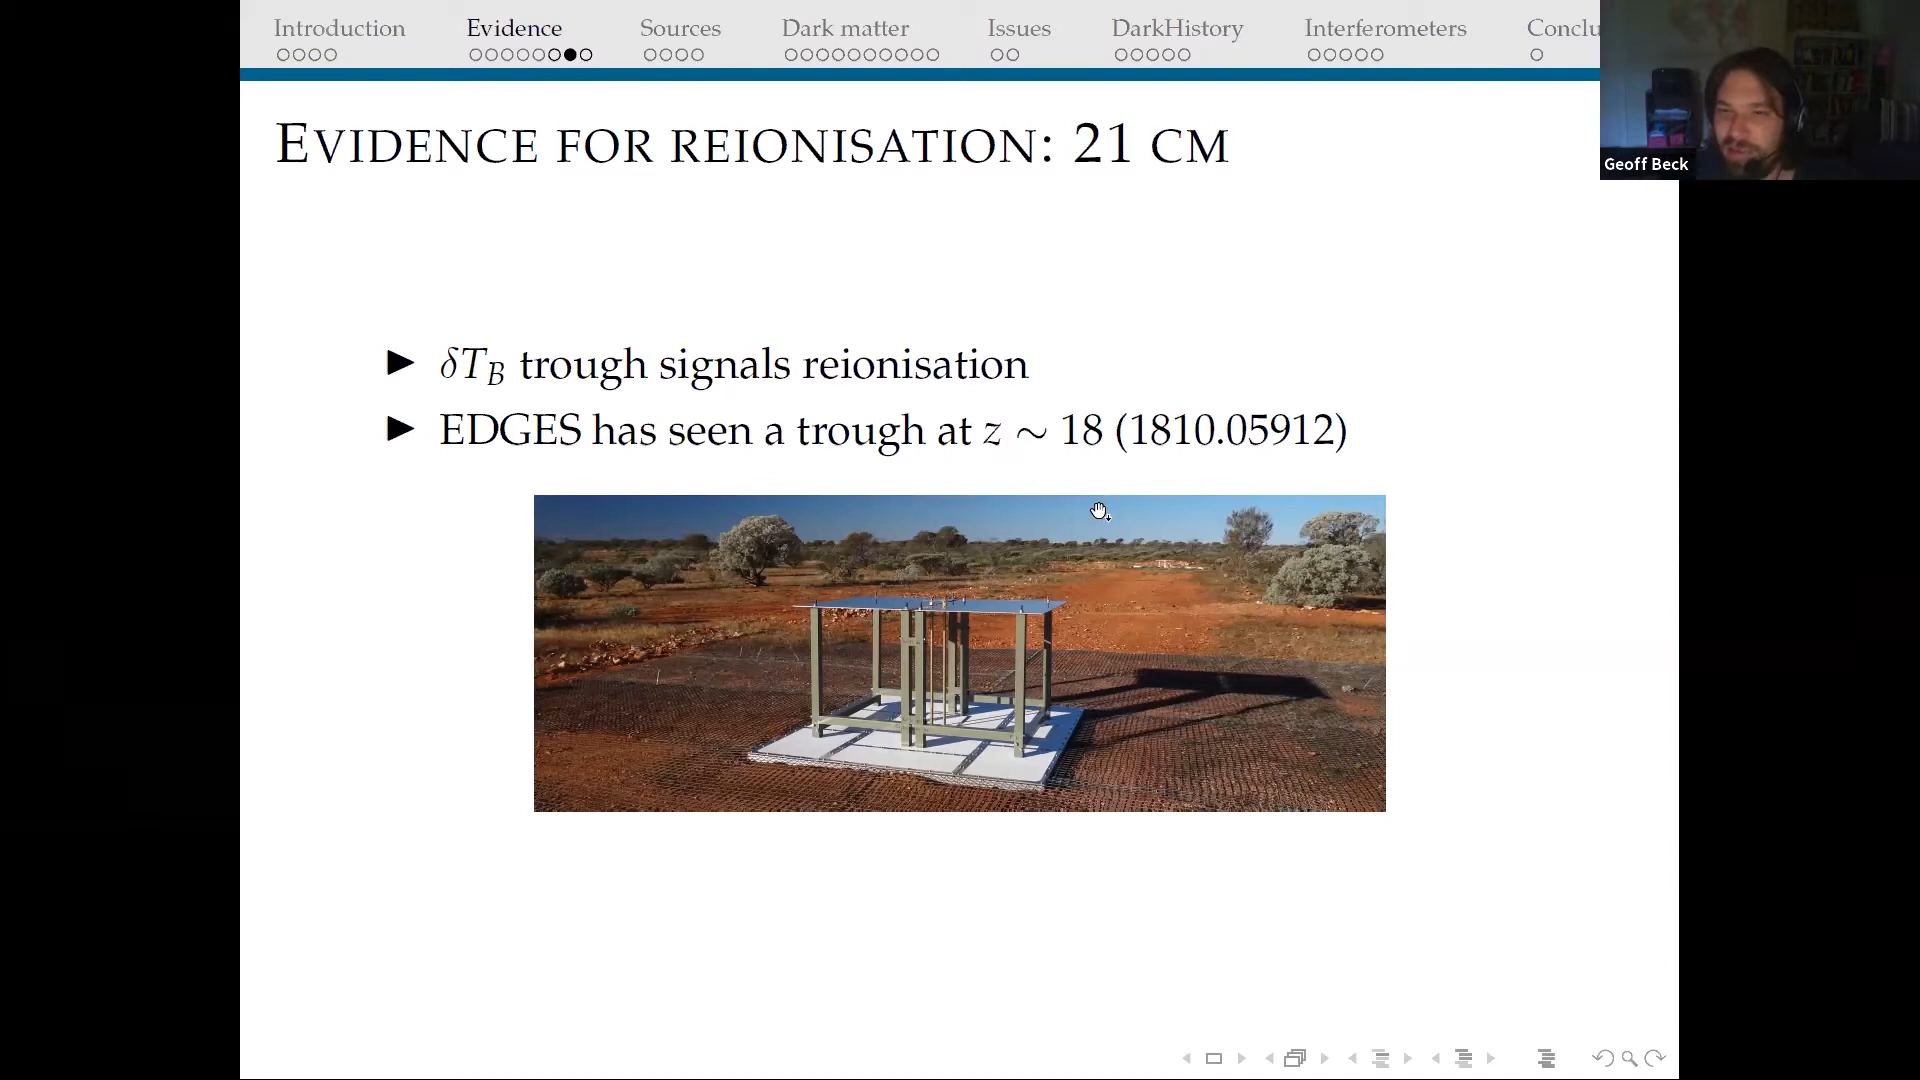 Introduction Evidence Sources Dark matter Issues DarkHistory Interferometers Conclu
EVIDENCE FOR REIONISATION: 21 CM
Geoff Beck
► δT_B trough signals reionisation
► EDGES has seen a trough at z ∼ 18 (1810.05912)